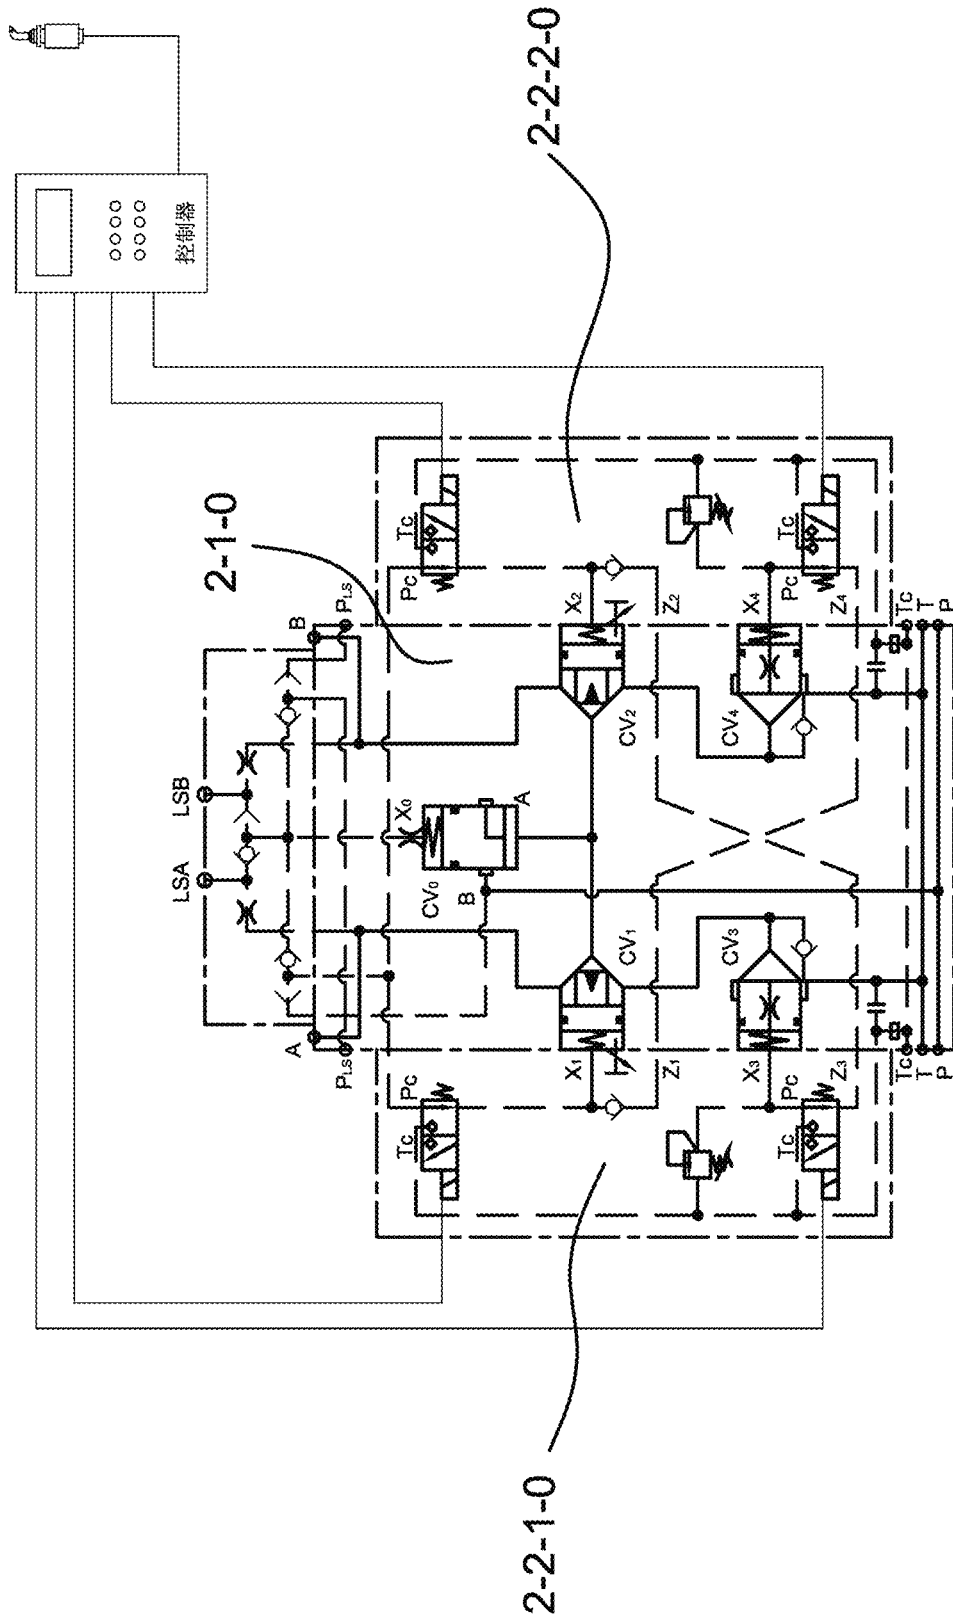 控制器
2-2-2-0
2-1-0
2-2-1-0
LSB
LSA
B
A
PLS
PLS
X0
CV0
A
B
Pc
Tc
Pc
Tc
X2
Z2
CV2
CV1
X1
Z1
X4
CV4
Pc
Z4
Tc
CV3
X3
Pc
Z3
Tc
Tc
T
P
Tc
T
P